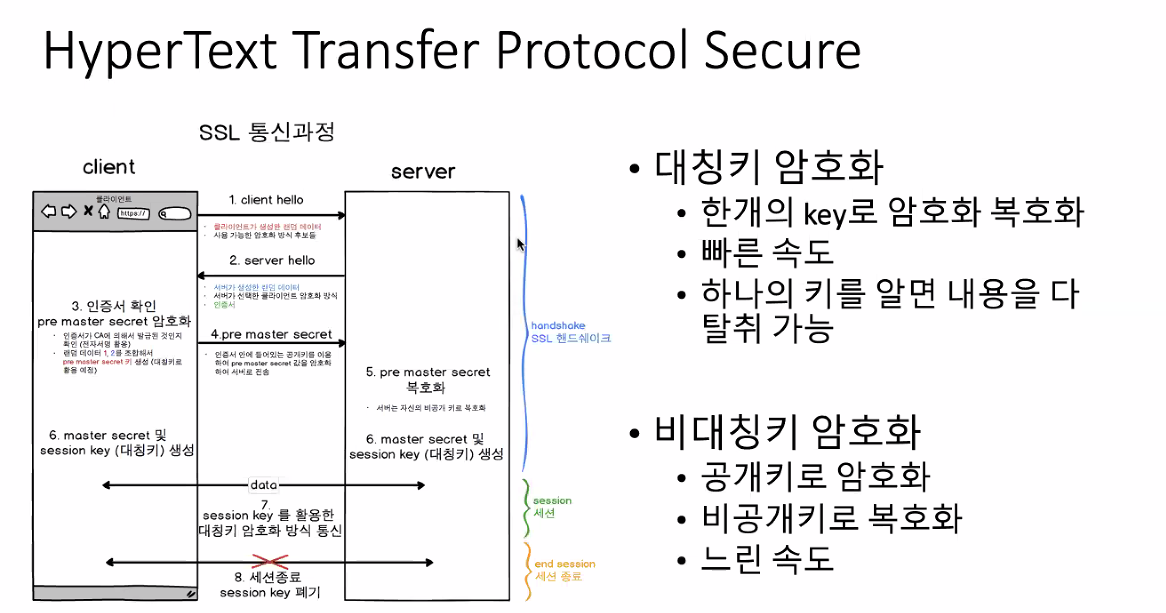 HyperText Transfer Protocol Secure
SSL 통신과정
client
server
클라이언트
https://
1. client hello
· 클라이언트가 생성한 랜덤 데이터
· 사용 가능한 암호화 방식 후보들
2. server hello
· 서버가 생성한 랜덤 데이터
· 서버가 선택한 클라이언트 암호화 방식
· 인증서
3. 인증서 확인
pre master secret 암호화
· 인증서가 CA에 의해서 발급된 것인지
확인 (전자서명 활용)
· 랜덤 데이터 1, 2를 조합해서
pre master secret 키 생성 (대칭키로
활용 예정)
4.pre master secret
· 인증서 안에 들어있는 공개키를 이용
하여 pre master secret 값을 암호화
하여 서버로 전송
5. pre master secret
복호화
· 서버는 자신의 비공개 키로 복호화
6. master secret 및
session key (대칭키) 생성
6. master secret 및
session key (대칭키) 생성
data
7.
session key 를 활용한
대칭키 암호화 방식 통신
8. 세션종료
session key 폐기
handshake
SSL 핸드쉐이크
session
세션
end session
세션 종료
• 대칭키 암호화
• 한개의 key로 암호화 복호화
• 빠른 속도
• 하나의 키를 알면 내용을 다
탈취 가능
• 비대칭키 암호화
• 공개키로 암호화
• 비공개키로 복호화
• 느린 속도